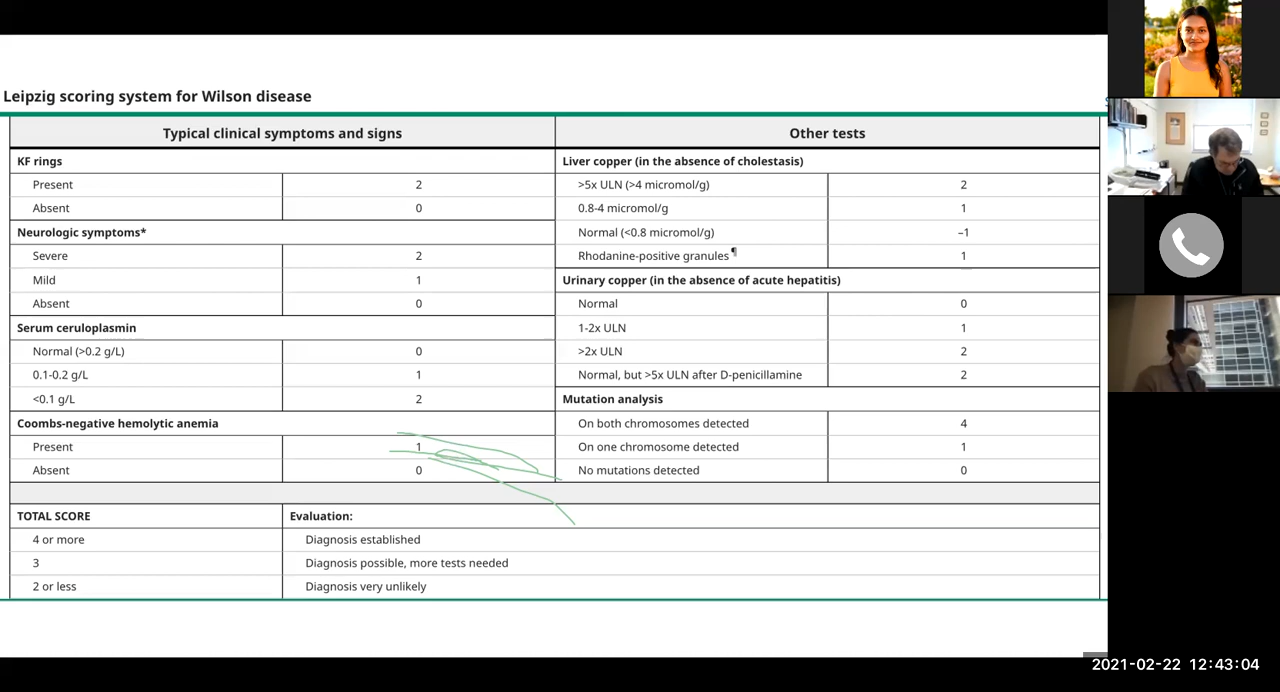 Leipzig scoring system for Wilson disease
Typical clinical symptoms and signs
KF rings
Present 2
Absent 0
Neurologic symptoms*
Severe 2
Mild 1
Absent 0
Serum ceruloplasmin
Normal (>0.2 g/L) 0
0.1-0.2 g/L 1
<0.1 g/L 2
Coombs-negative hemolytic anemia
Present 1
Absent 0
Other tests
Liver copper (in the absence of cholestasis)
>5x ULN (>4 micromol/g) 2
0.8-4 micromol/g 1
Normal (<0.8 micromol/g) –1
Rhodanine-positive granules¶ 1
Urinary copper (in the absence of acute hepatitis)
Normal 0
1-2x ULN 1
>2x ULN 2
Normal, but >5x ULN after D-penicillamine 2
Mutation analysis
On both chromosomes detected 4
On one chromosome detected 1
No mutations detected 0
TOTAL SCORE Evaluation:
4 or more Diagnosis established
3 Diagnosis possible, more tests needed
2 or less Diagnosis very unlikely
2021-02-22 12:43:04